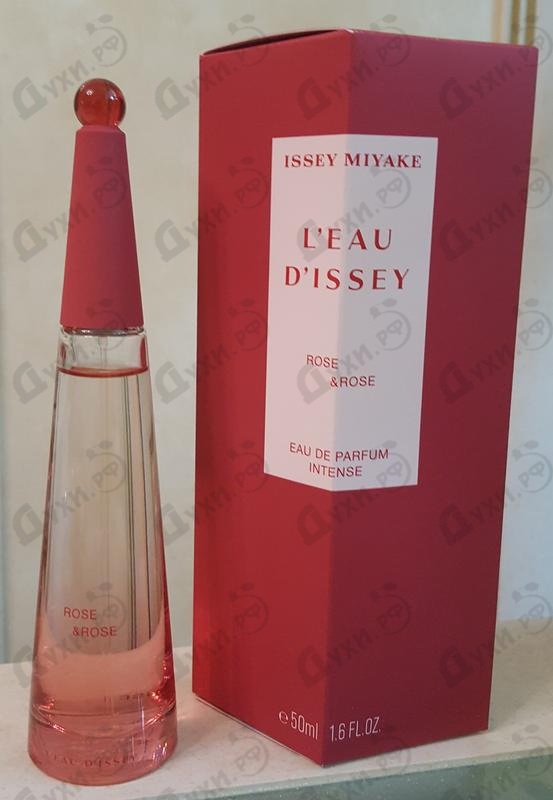 ISSEY MIYAKE
L'EAU
D'ISSEY
ROSE
&ROSE
EAU DE PARFUM
INTENSE
℮50ml 1.6 FL.OZ.
ROSE
&ROSE
L'EAU D'ISSEY
Духи.рф